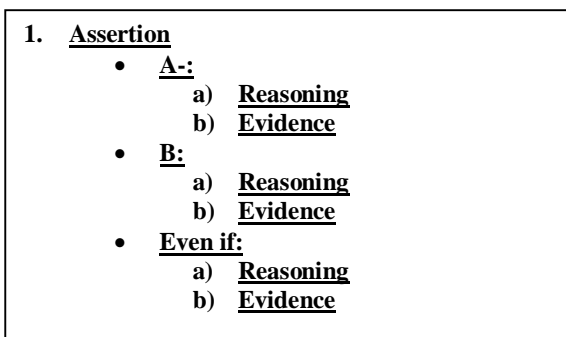 1. Assertion
• A-:
a) Reasoning
b) Evidence
• B:
a) Reasoning
b) Evidence
• Even if:
a) Reasoning
b) Evidence